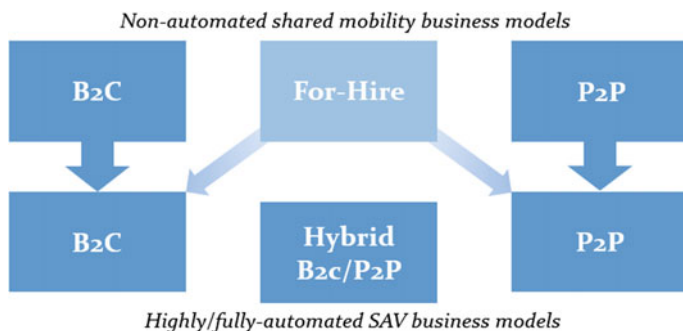 Non-automated shared mobility business models
B2C
For-Hire
P2P
B2C
Hybrid
B2c/P2P
P2P
Highly/fully-automated SAV business models